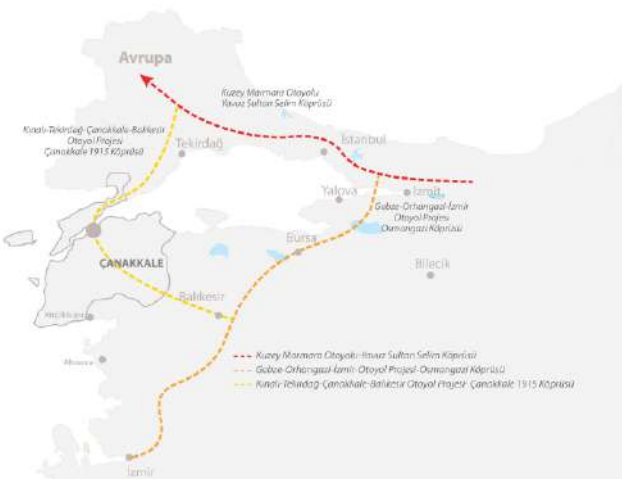 Avrupa
Kuzey Marmara Otoyolu
Yavuz Sultan Selim Köprüsü
Kınalı-Tekirdağ-Çanakkale-Balıkesir
Otoyol Projesi
Çanakkale 1915 Köprüsü
Tekirdağ
İstanbul
Yalova
İzmit
Gebze-Orhangazi-İzmir
Otoyol Projesi
Osmangazi Köprüsü
Bursa
Bilecik
ÇANAKKALE
Balıkesir
Kuzey Marmara Otoyolu-Yavuz Sultan Selim Köprüsü
Gebze-Orhangazi-İzmir-Otoyol Projesi-Osmangazi Köprüsü
Kınalı-Tekirdağ-Çanakkale-Balıkesir Otoyol Projesi- Çanakkale 1915 Köprüsü
İzmir